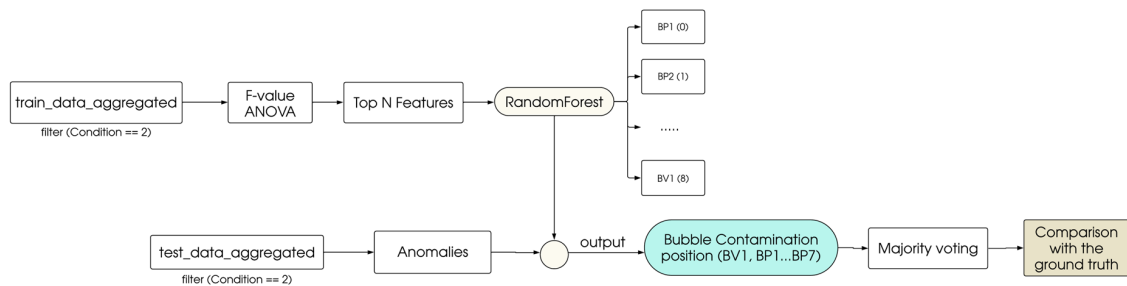 BP1 (0)
BP2 (1)
.....
BV1 (8)
train_data_aggregated
filter (Condition == 2)
F-value
ANOVA
Top N Features
RandomForest
test_data_aggregated
filter (Condition == 2)
Anomalies
output
Bubble Contamination
position (BV1, BP1...BP7)
Majority voting
Comparison
with the
ground truth